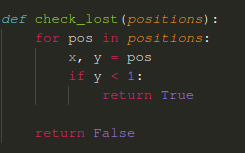 def check_lost(positions):
    for pos in positions:
        x, y = pos
        if y < 1:
            return True

    return False